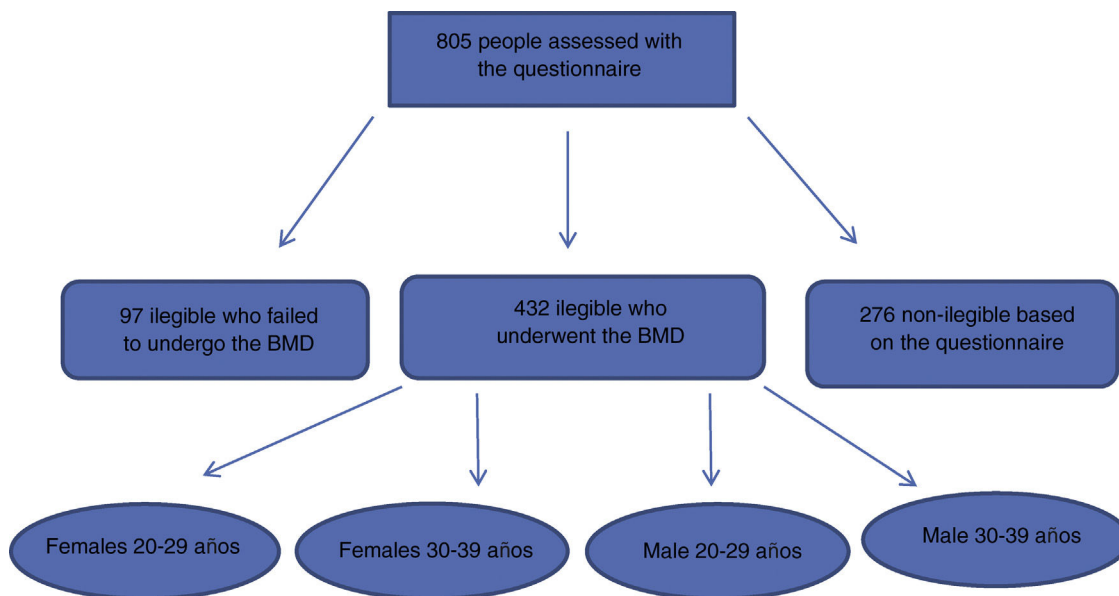 805 people assessed with
the questionnaire
97 ilegible who failed
to undergo the BMD
432 ilegible who
underwent the BMD
276 non-ilegible based
on the questionnaire
Females 20-29 años
Females 30-39 años
Male 20-29 años
Male 30-39 años